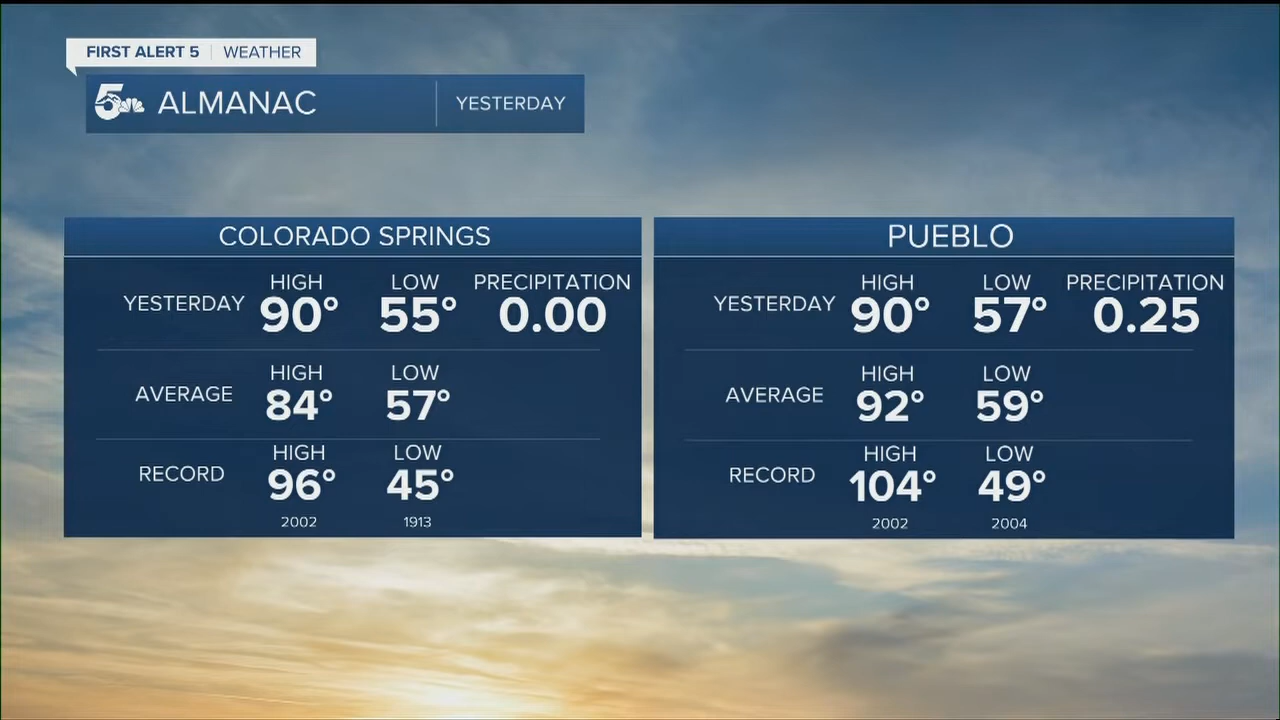 FIRST ALERT 5 | WEATHER
5 ALMANAC YESTERDAY
COLORADO SPRINGS
HIGH LOW PRECIPITATION
YESTERDAY 90° 55° 0.00
HIGH LOW
AVERAGE 84° 57°
HIGH LOW
RECORD 96° 45°
2002 1913
PUEBLO
HIGH LOW PRECIPITATION
YESTERDAY 90° 57° 0.25
HIGH LOW
AVERAGE 92° 59°
HIGH LOW
RECORD 104° 49°
2002 2004